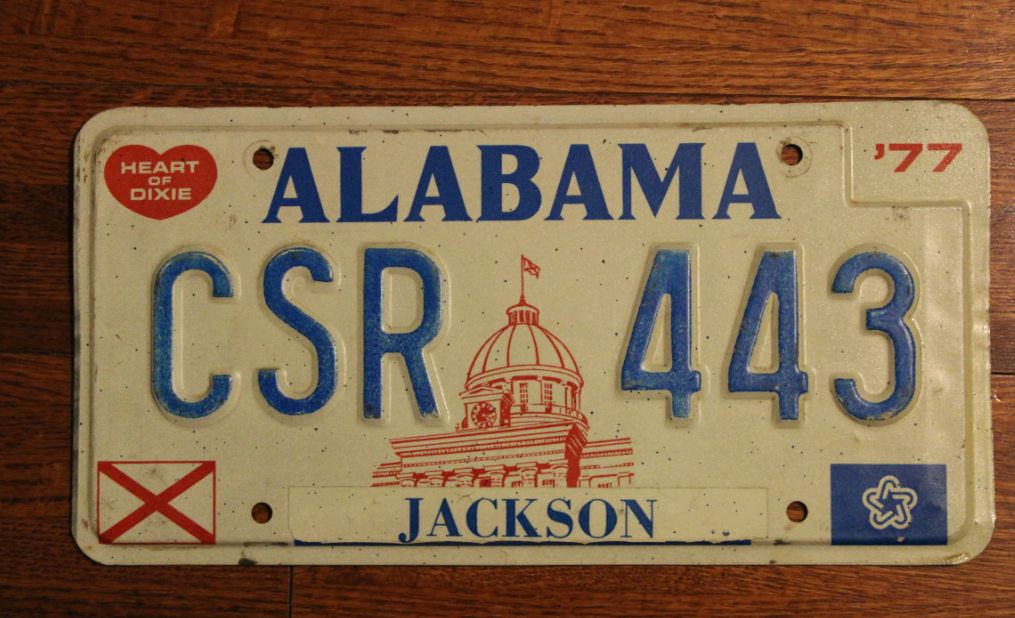 HEART
OF
DIXIE
ALABAMA
'77
CSR 443
JACKSON